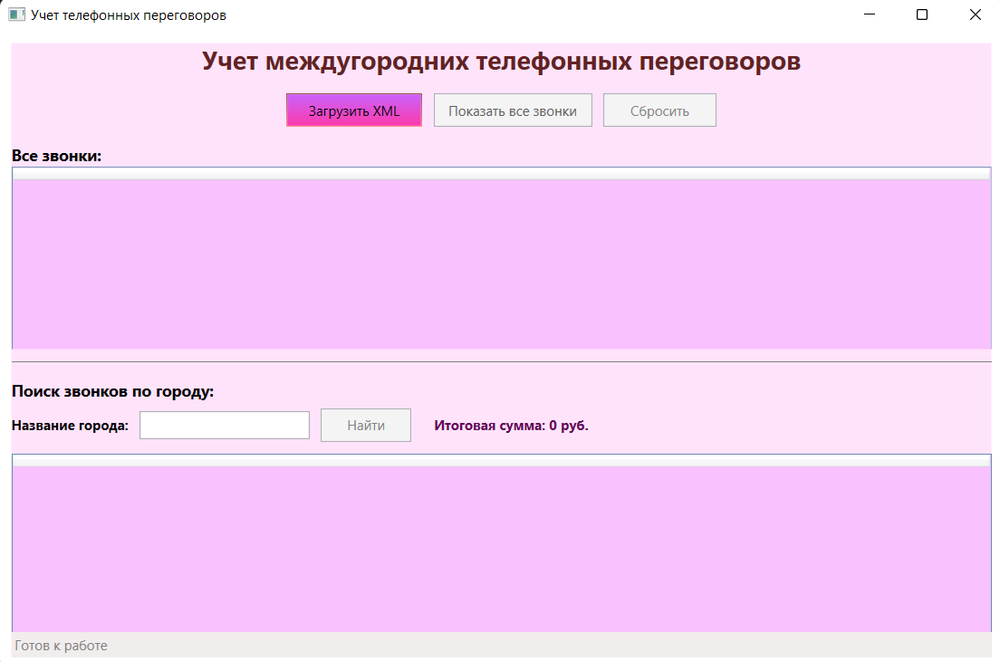 Учет телефонных переговоров
Учет междугородних телефонных переговоров
Загрузить XML Показать все звонки Сбросить
Все звонки:
Поиск звонков по городу:
Название города: Найти Итоговая сумма: 0 руб.
Готов к работе